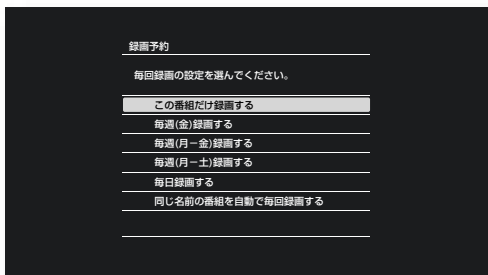 録画予約
毎回録画の設定を選んでください。
この番組だけ録画する
毎週(金)録画する
毎週(月－金)録画する
毎週(月－土)録画する
毎日録画する
同じ名前の番組を自動で毎回録画する